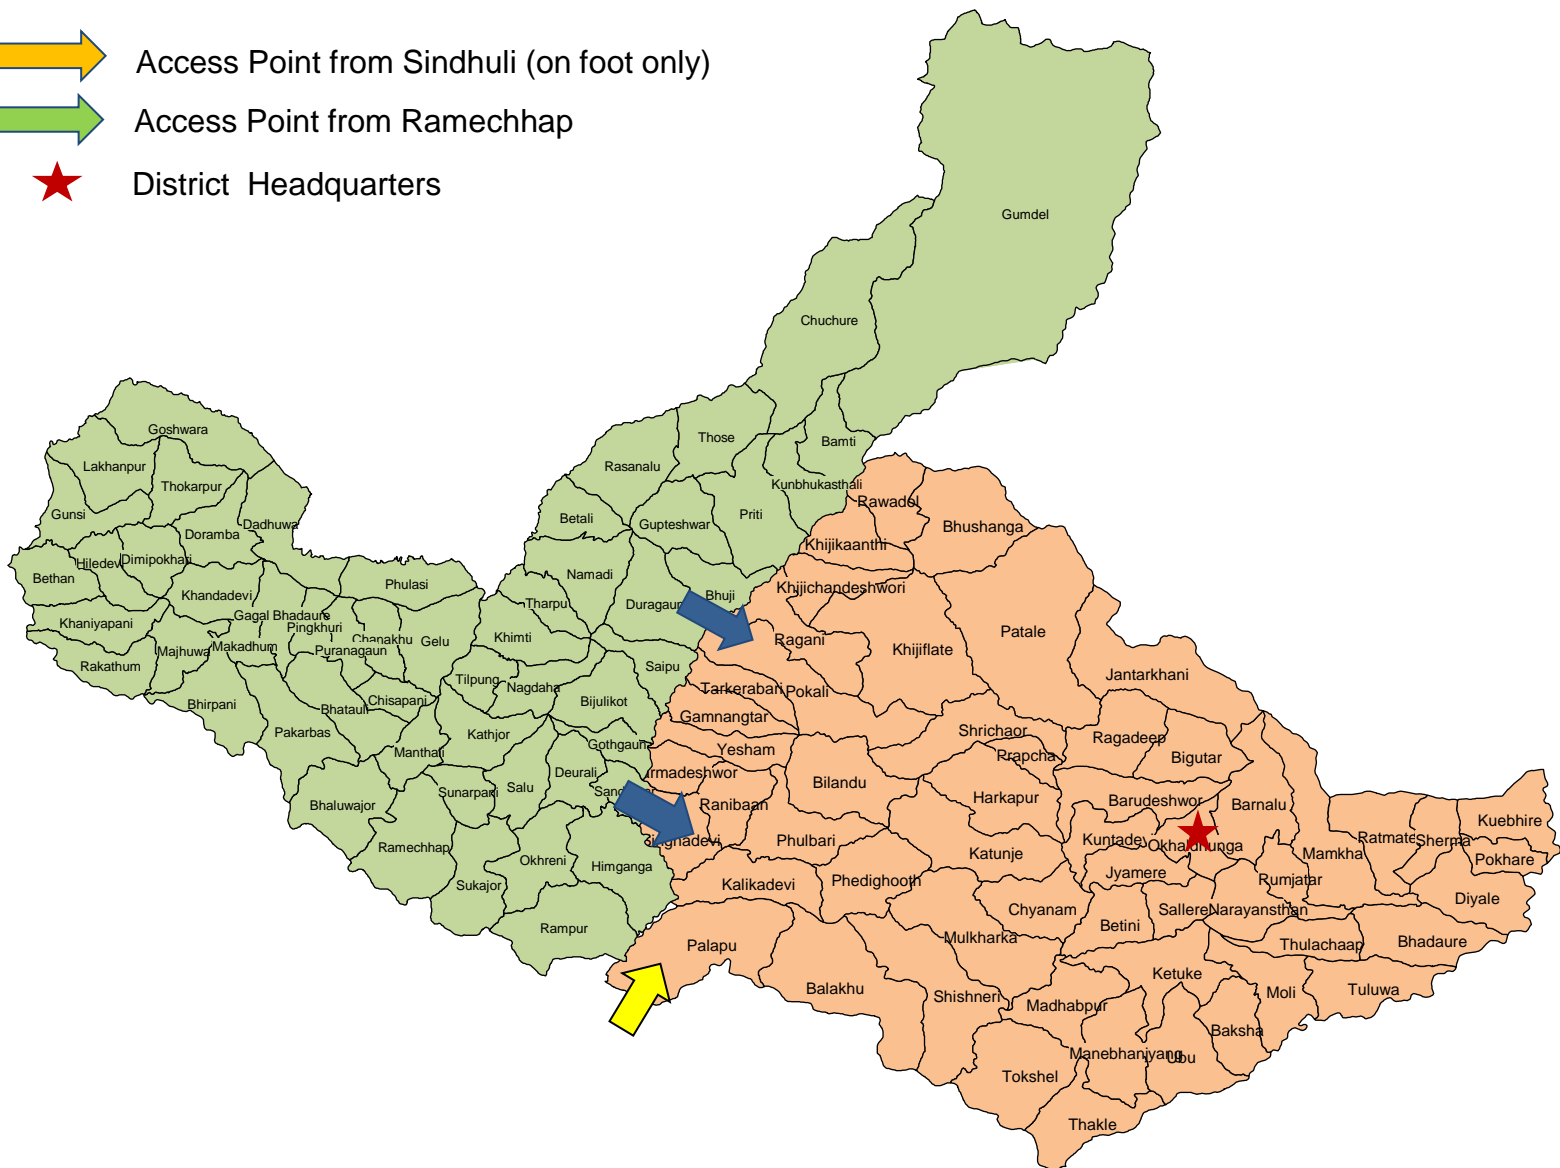 Access Point from Sindhuli (on foot only)
Access Point from Ramechhap
District Headquarters
Gumdel
Chuchure
Goshwara
Those
Bamti
Lakhanpur
Rasanalu
Thokarpur
Kunbhukasthali
Rawadol
Gunsi
Priti
Betali
Gupteshwar
Dadhuwa
Bhushanga
Doramba
Khijikaanthi
Hiledevi
Dimipokhari
Bethan
Namadi
Phulasi
Khijichandeshwori
Khandadevi
Bhuji
Tharpu
Duragaun
Gagal Bhadaure
Khaniyapani
Pingkhuri
Patale
Khimti
Chanakhu
Gelu
Ragani
Makadhum
Puranagaun
Majhuwa
Khijiflate
Rakathum
Saipu
Jantarkhani
Tilpung
Nagdaha
Tarkerabari
Pokali
Chisapani
Bijulikot
Bhirpani
Bhatauli
Gamnangtar
Pakarbas
Kathjor
Shrichaor
Ragadeep
Gothgaun
Manthali
Yesham
Prapcha
Bigutar
Deurali
rmadeshwor
Bilandu
Salu
Sunarpani
Harkapur
Barudeshwor
Bhaluwajor
Ranibaan
Barnalu
Kuebhire
Ramechhap
Phulbari
Kuntadevi
Okhaldhunga
Ratmate
Sherma
Katunje
Mamkha
Okhreni
Pokhare
Himganga
Jyamere
Sukajor
Kalikadevi
Phedighooth
Rumjatar
Diyale
Chyanam
Sallere
Narayansthan
Rampur
Betini
Mulkharka
Palapu
Thulachaap
Bhadaure
Ketuke
Balakhu
Shishneri
Moli
Tuluwa
Madhabpur
Baksha
Manebhanjyang
Ubu
Tokshel
Thakle